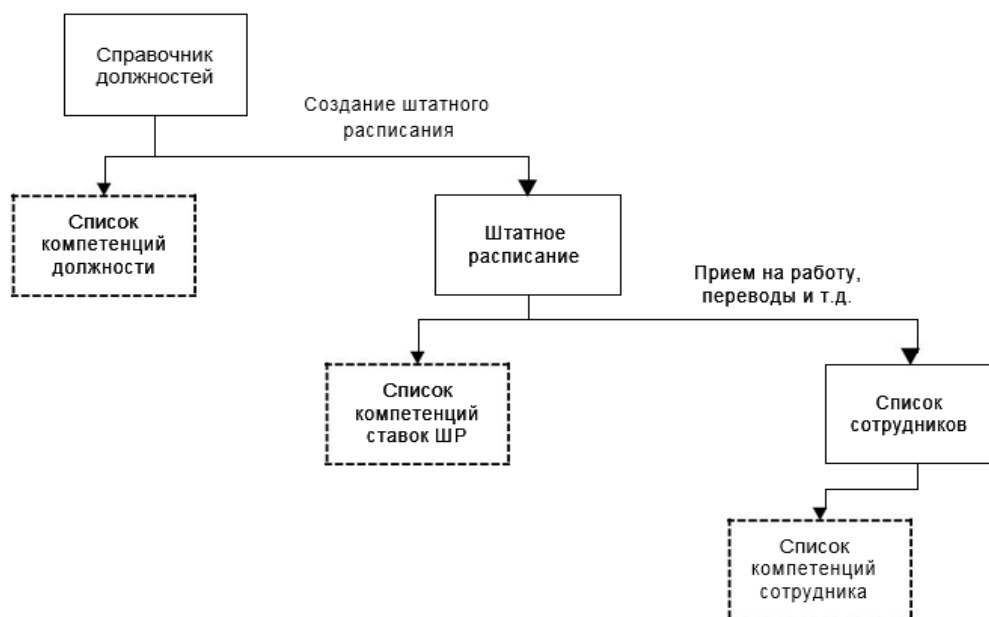 Справочник
должностей
Создание штатного
расписания
Список
компетенций
должности
Штатное
расписание
Прием на работу,
переводы и т.д.
Список
компетенций
ставок ШР
Список
сотрудников
Список
компетенций
сотрудника